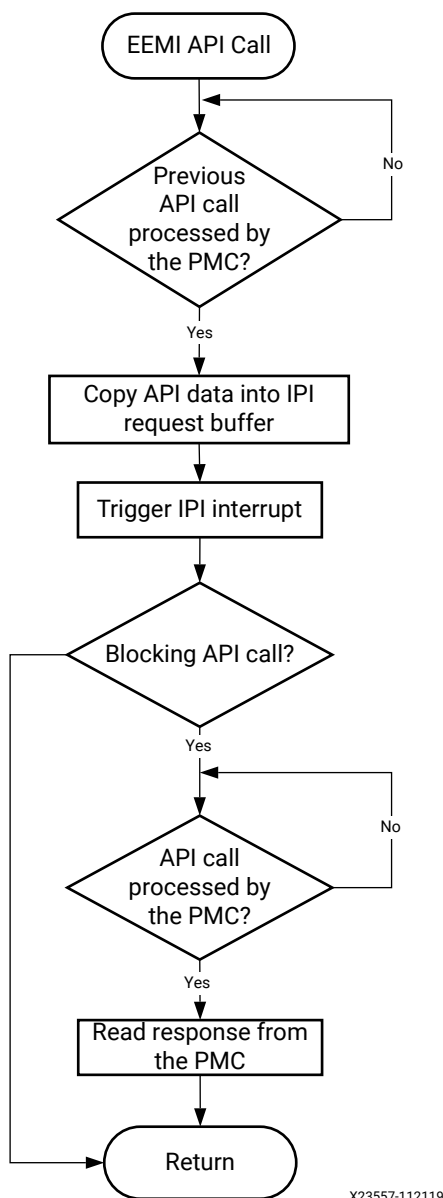 EEMI API Call
No
Previous
API call
processed by
the PMC?
Yes
Copy API data into IPI
request buffer
Trigger IPI interrupt
Blocking API call?
Yes
No
API call
processed by
the PMC?
Yes
Read response from
the PMC
Return
X23557-112119